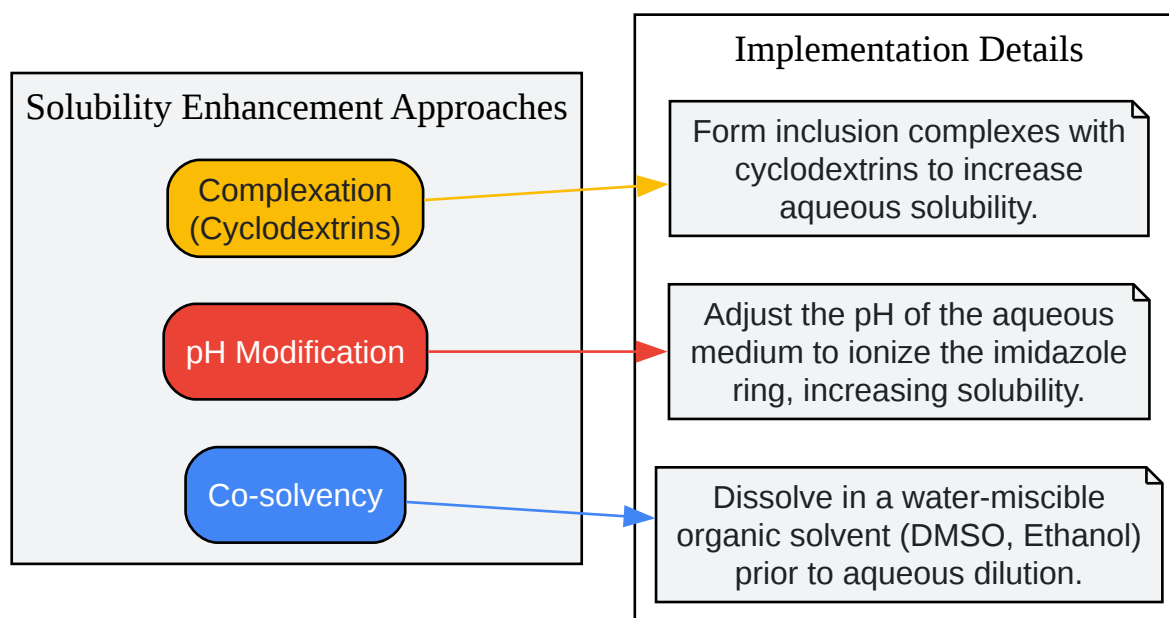 Solubility Enhancement Approaches
Complexation
(Cyclodextrins)
pH Modification
Co-solvency
Implementation Details
Form inclusion complexes with
cyclodextrins to increase
aqueous solubility.
Adjust the pH of the aqueous
medium to ionize the imidazole
ring, increasing solubility.
Dissolve in a water-miscible
organic solvent (DMSO, Ethanol)
prior to aqueous dilution.